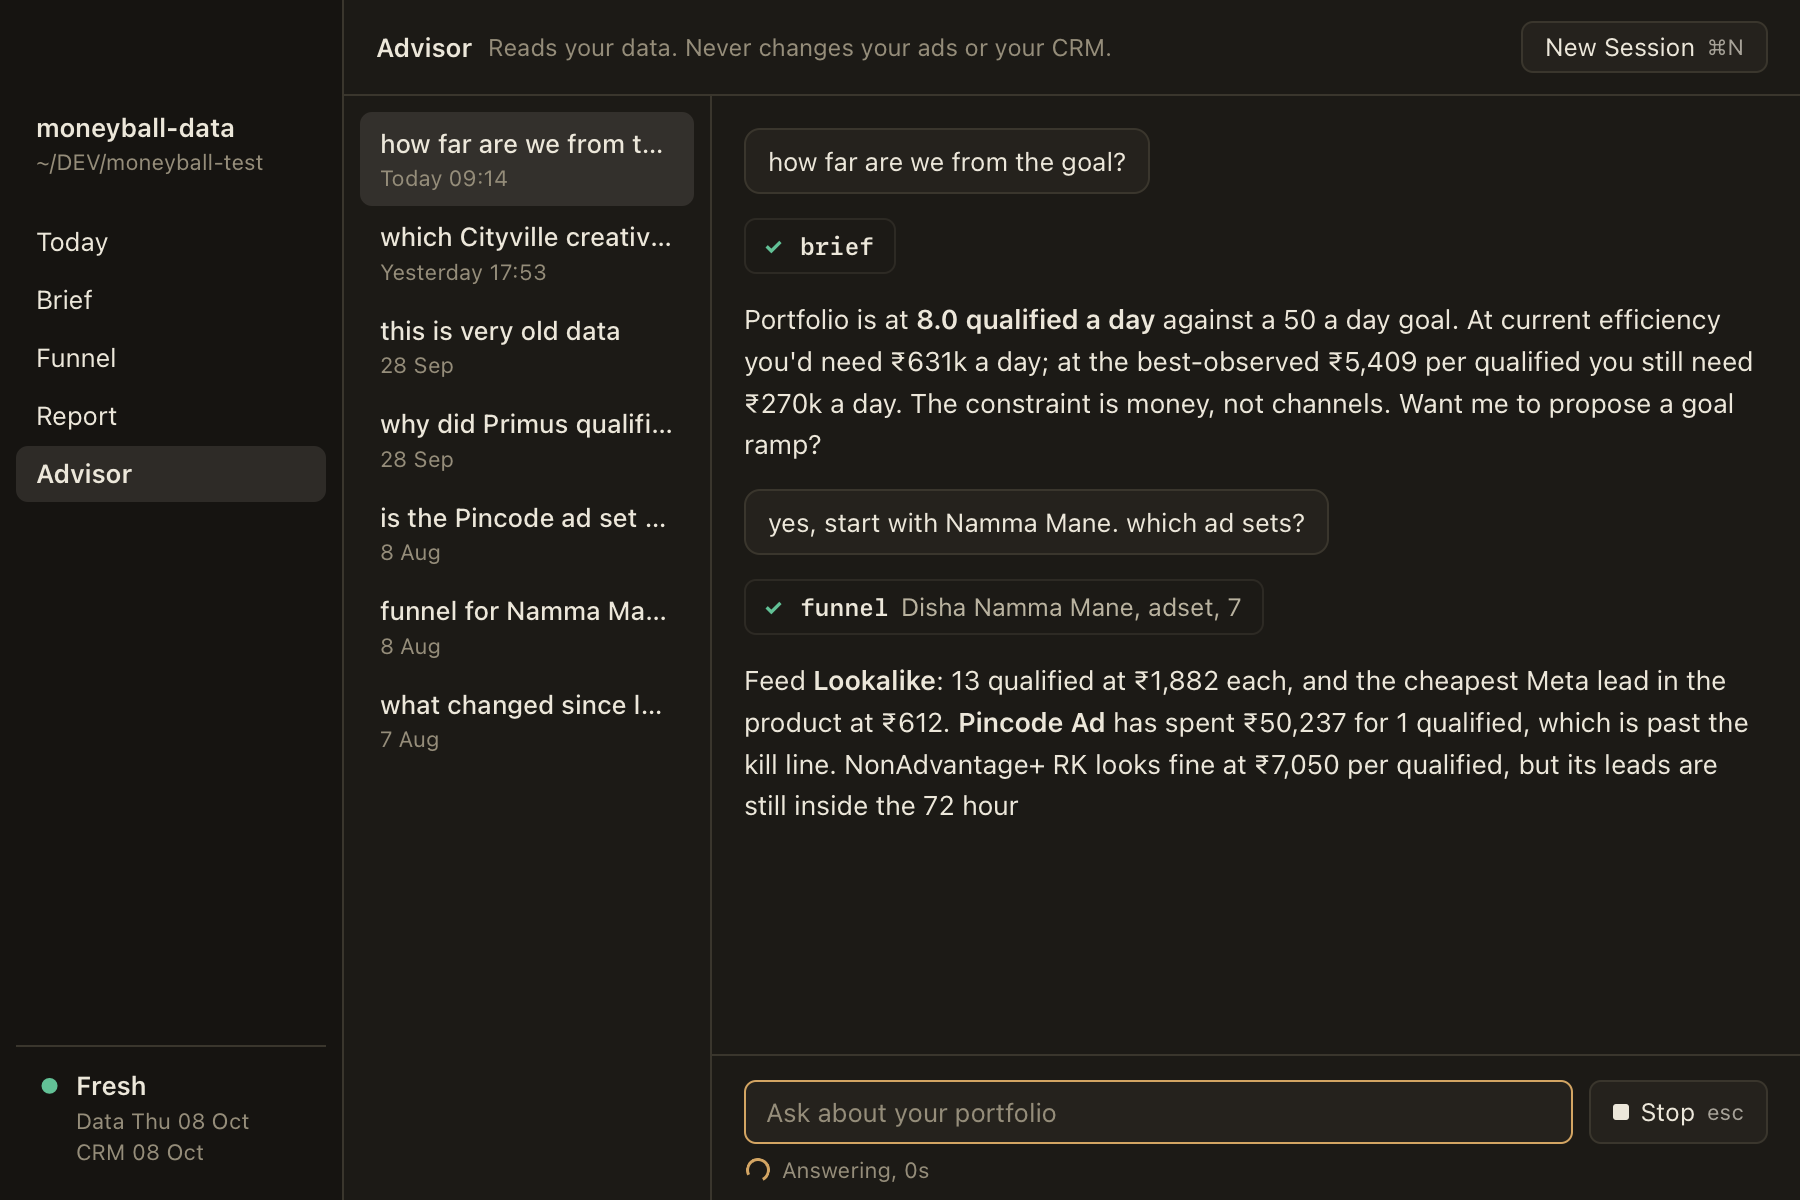 Advisor Reads your data. Never changes your ads or your CRM.
New Session ⌘N
moneyball-data
~/DEV/moneyball-test
Today
Brief
Funnel
Report
Advisor
Fresh
Data Thu 08 Oct
CRM 08 Oct
how far are we from t...
Today 09:14
which Cityville creativ...
Yesterday 17:53
this is very old data
28 Sep
why did Primus qualifi...
28 Sep
is the Pincode ad set ...
8 Aug
funnel for Namma Ma...
8 Aug
what changed since l...
7 Aug
how far are we from the goal?
✓ brief
Portfolio is at 8.0 qualified a day against a 50 a day goal. At current efficiency
you'd need ₹631k a day; at the best-observed ₹5,409 per qualified you still need
₹270k a day. The constraint is money, not channels. Want me to propose a goal
ramp?
yes, start with Namma Mane. which ad sets?
✓ funnel Disha Namma Mane, adset, 7
Feed Lookalike: 13 qualified at ₹1,882 each, and the cheapest Meta lead in the
product at ₹612. Pincode Ad has spent ₹50,237 for 1 qualified, which is past the
kill line. NonAdvantage+ RK looks fine at ₹7,050 per qualified, but its leads are
still inside the 72 hour
Ask about your portfolio
Stop esc
Answering, 0s